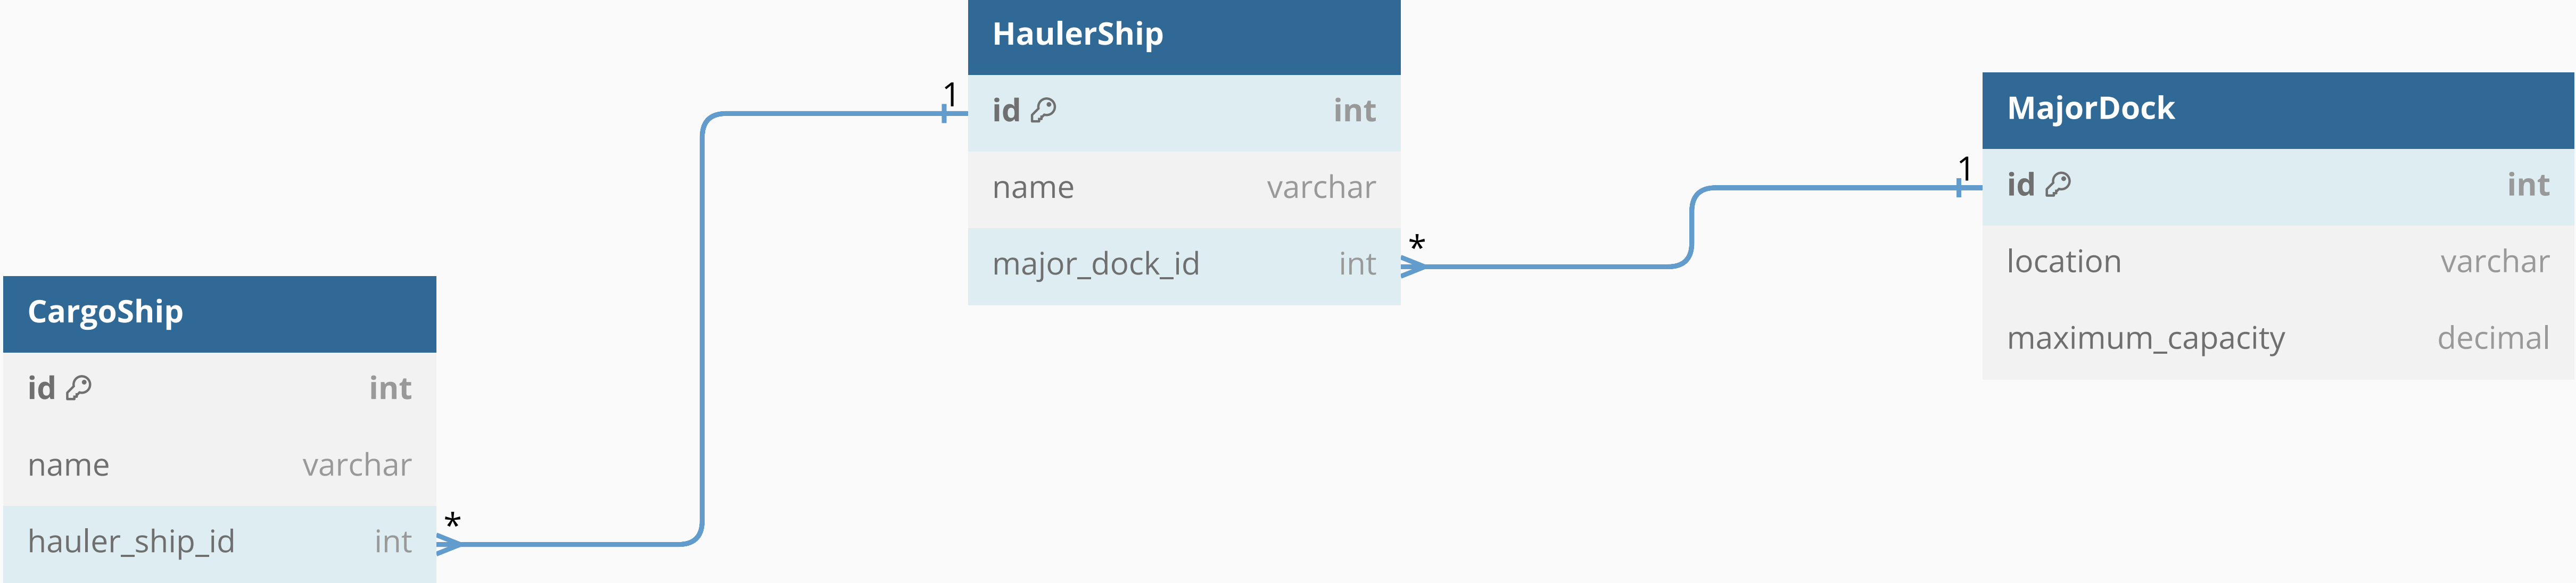 HaulerShip
id int
name varchar
major_dock_id int
1
*
MajorDock
id int
location varchar
maximum_capacity decimal
1
CargoShip
id int
name varchar
hauler_ship_id int
*